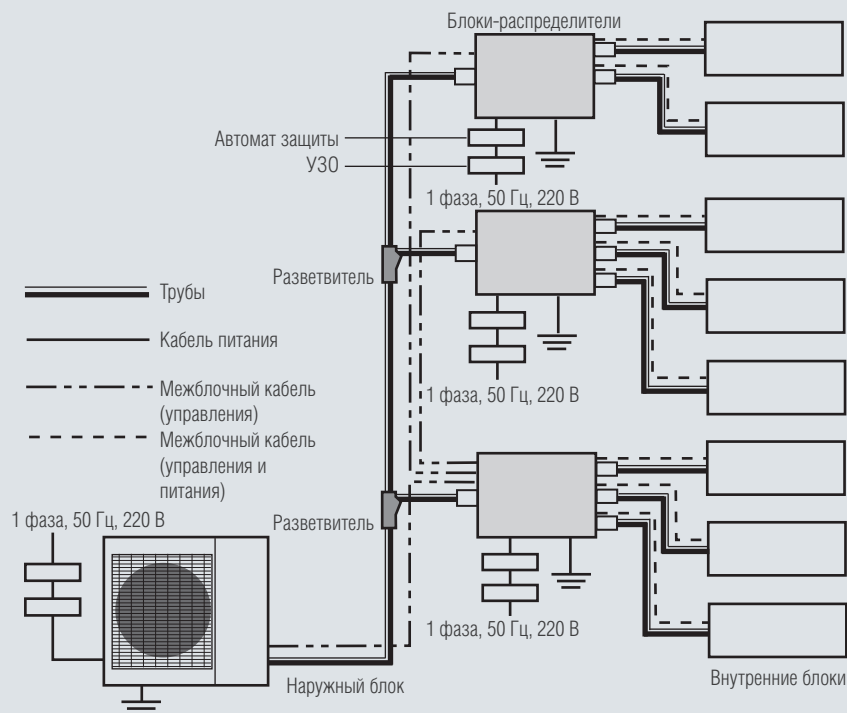 Блоки-распределители
Автомат защиты
УЗО
1 фаза, 50 Гц, 220 В
Разветвитель
Трубы
Кабель питания
1 фаза, 50 Гц, 220 В
Межблочный кабель
(управления)
Межблочный кабель
(управления и
питания)
1 фаза, 50 Гц, 220 В
Разветвитель
1 фаза, 50 Гц, 220 В
Наружный блок
Внутренние блоки